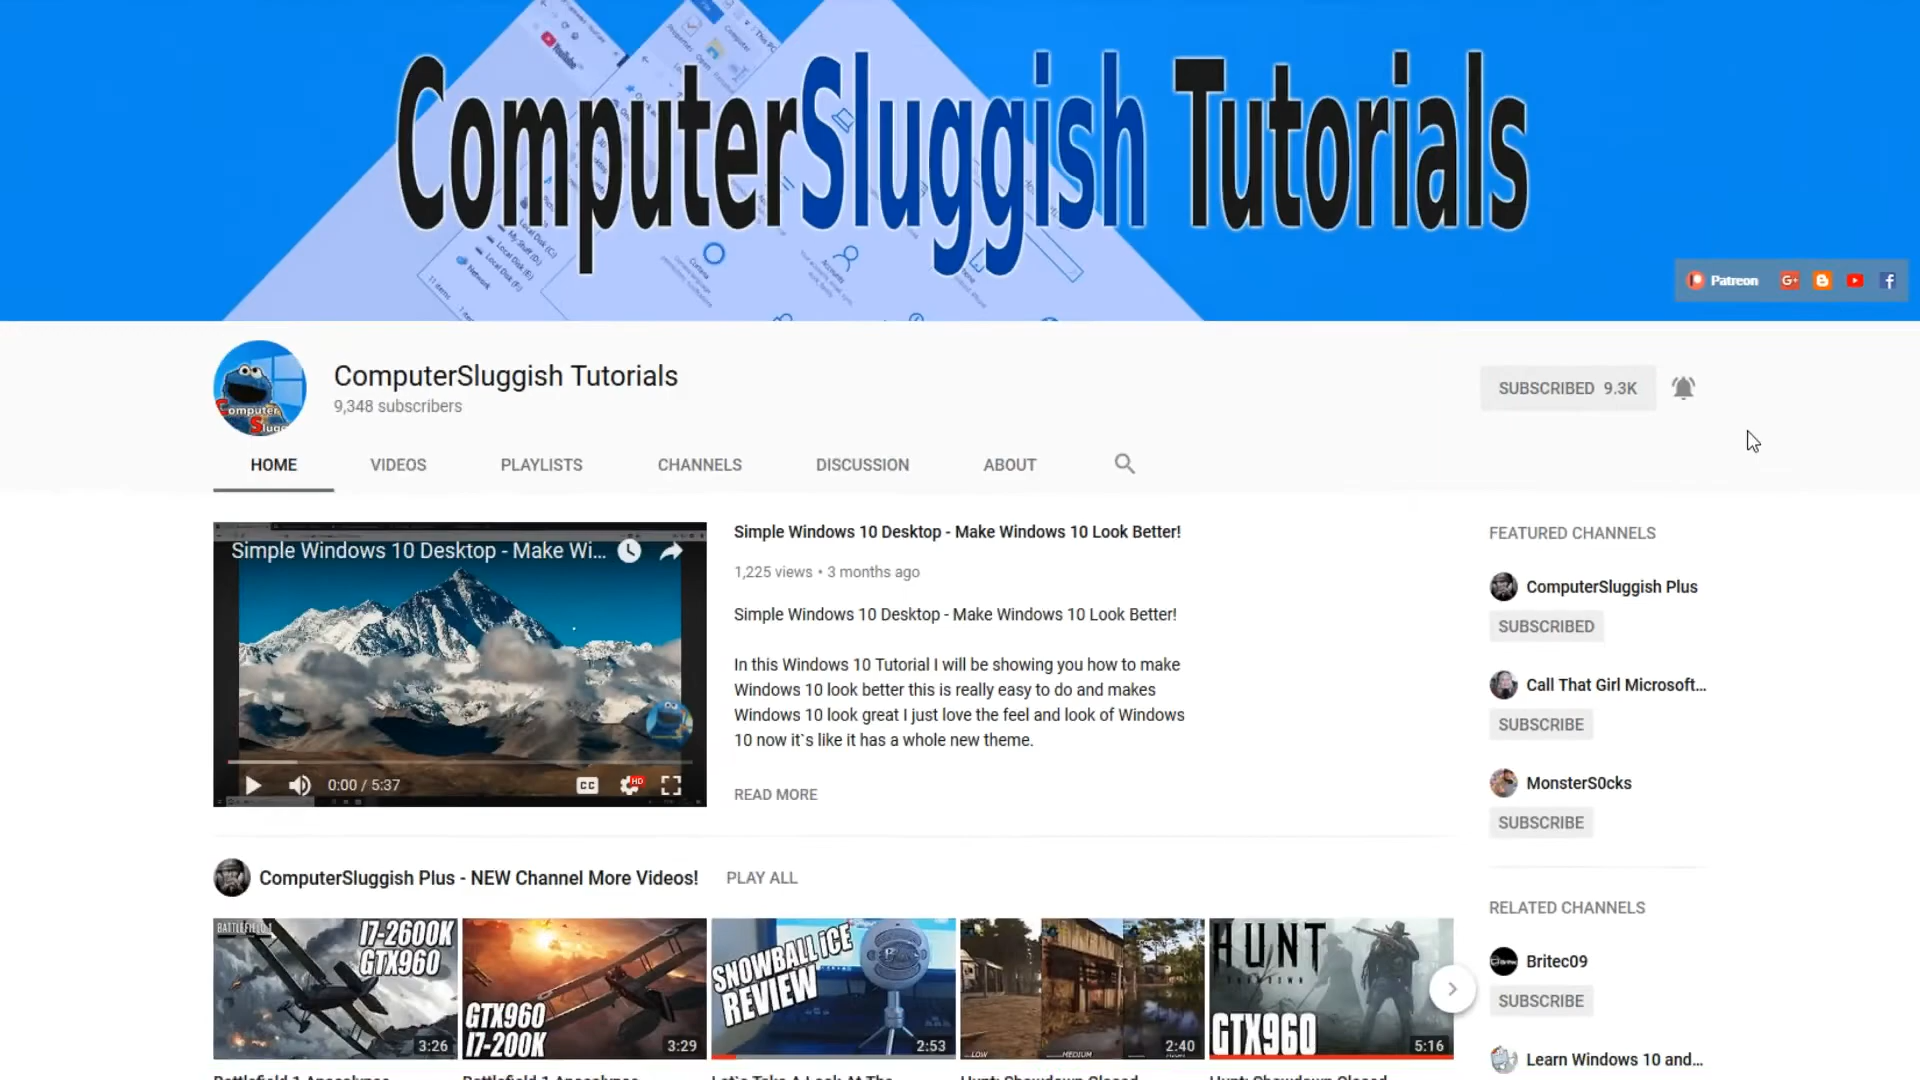 ComputerSluggish Tutorials
Patreon
ComputerSluggish Tutorials
9,348 subscribers
SUBSCRIBED 9.3K
HOME
VIDEOS
PLAYLISTS
CHANNELS
DISCUSSION
ABOUT
Simple Windows 10 Desktop - Make Wi...
0:00 / 5:37
CC
HD
Simple Windows 10 Desktop - Make Windows 10 Look Better!
1,225 views • 3 months ago
Simple Windows 10 Desktop - Make Windows 10 Look Better!
In this Windows 10 Tutorial I will be showing you how to make
Windows 10 look better this is really easy to do and makes
Windows 10 look great I just love the feel and look of Windows
10 now it`s like it has a whole new theme.
READ MORE
FEATURED CHANNELS
ComputerSluggish Plus
SUBSCRIBED
Call That Girl Microsoft...
SUBSCRIBE
MonsterS0cks
SUBSCRIBE
RELATED CHANNELS
Britec09
SUBSCRIBE
Learn Windows 10 and...
ComputerSluggish Plus - NEW Channel More Videos!
PLAY ALL
BATTLEFIELD 1
I7-2600K
GTX960
3:26
GTX960
I7-200K
3:29
SNOWBALL iCE
REVIEW
2:53
LOW
MEDIUM
2:40
HUNT
GTX960
5:16